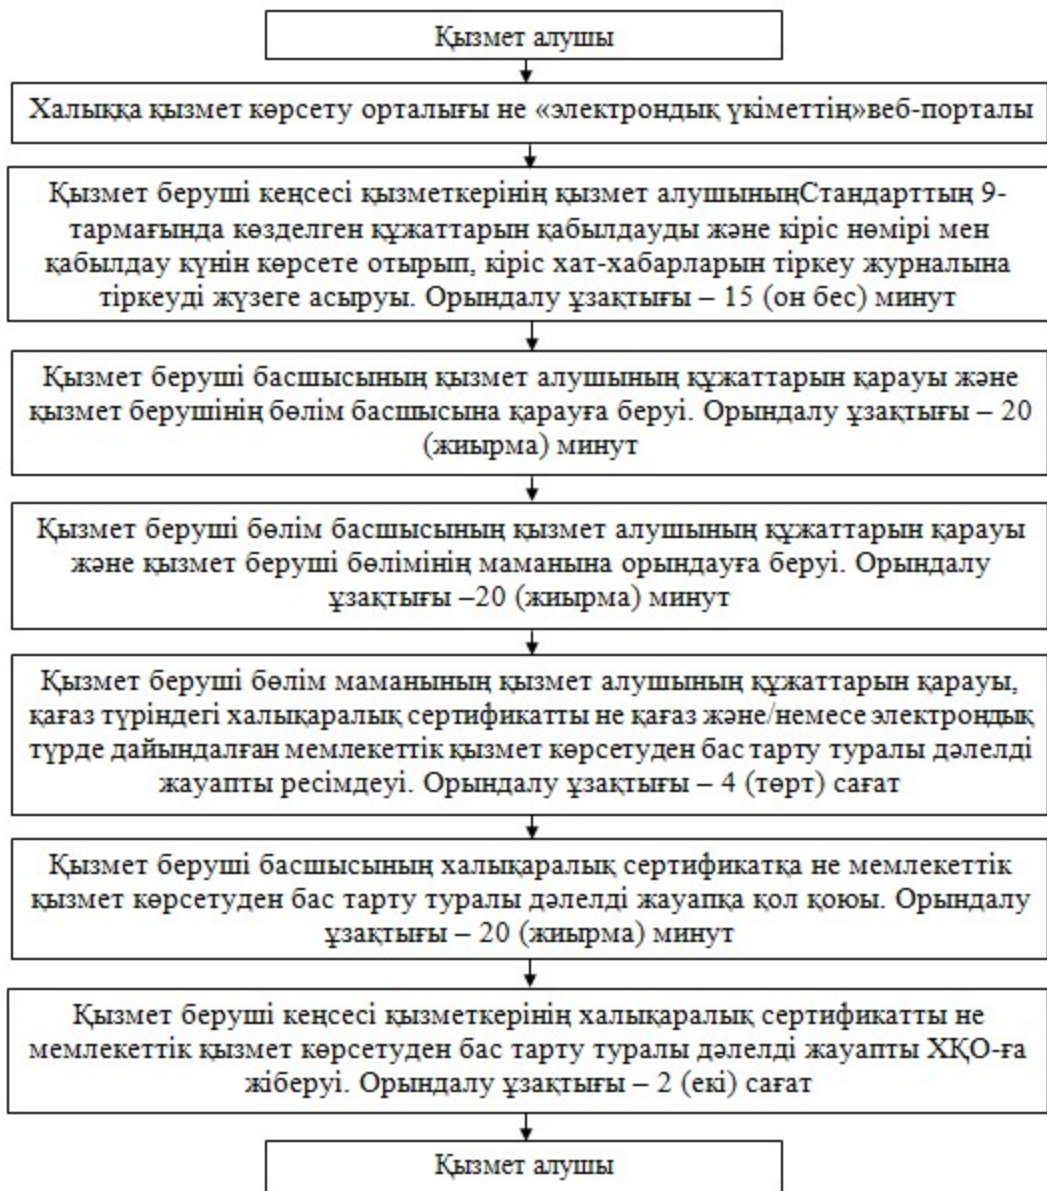 Қызмет алушы
Халыққа қызмет көрсету орталығы не «электрондық үкіметтің»веб-порталы
Қызмет беруші кеңсесі қызметкерінің қызмет алушыныңСтандарттың 9-
тармағында көзделген құжаттарын қабылдауды және кіріс нөмірі мен
қабылдау күнін көрсете отырып, кіріс хат-хабарларын тіркеу журналына
тіркеуді жүзеге асыруы. Орындалу ұзақтығы – 15 (он бес) минут
Қызмет беруші басшысының қызмет алушының құжаттарын қарауы және
қызмет берушінің бөлім басшысына қарауға беруі. Орындалу ұзақтығы – 20
(жиырма) минут
Қызмет беруші бөлім басшысының қызмет алушының құжаттарын қарауы
және қызмет беруші бөлімінің маманына орындауға беруі. Орындалу
ұзақтығы –20 (жиырма) минут
Қызмет беруші бөлім маманының қызмет алушының құжаттарын қарауы,
қағаз түріндегі халықаралық сертификатты не қағаз және/немесе электрондық
түрде дайындалған мемлекеттік қызмет көрсетуден бас тарту туралы дәлелді
жауапты ресімдеуі. Орындалу ұзақтығы – 4 (төрт) сағат
Қызмет беруші басшысының халықаралық сертификатқа не мемлекеттік
қызмет көрсетуден бас тарту туралы дәлелді жауапқа қол қоюы. Орындалу
ұзақтығы – 20 (жиырма) минут
Қызмет беруші кеңсесі қызметкерінің халықаралық сертификатты не
мемлекеттік қызмет көрсетуден бас тарту туралы дәлелді жауапты ХҚО-ға
жіберуі. Орындалу ұзақтығы – 2 (екі) сағат
Қызмет алушы